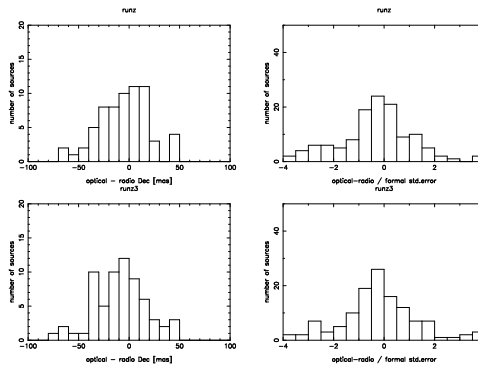 runz
number of sources
20
15
10
5
0
-100 -50 0 50 100
optical - radio Dec [mas]
runz
number of sources
40
20
0
-4 -2 0 2
optical-radio / formal std.error
runz3
number of sources
20
15
10
5
0
-100 -50 0 50 100
optical - radio Dec [mas]
runz3
number of sources
40
20
0
-4 -2 0 2
optical-radio / formal std.error